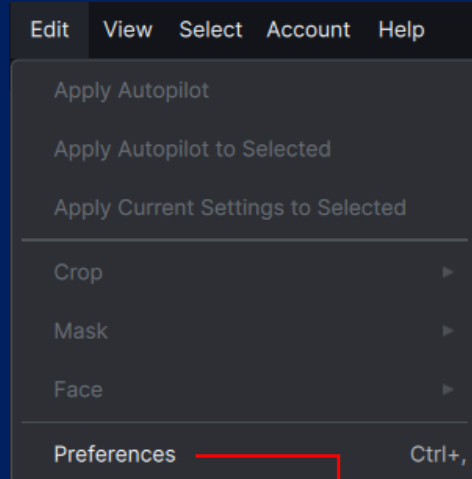 Edit View Select Account Help
Apply Autopilot
Apply Autopilot to Selected
Apply Current Settings to Selected
Crop
Mask
Face
Preferences Ctrl+,